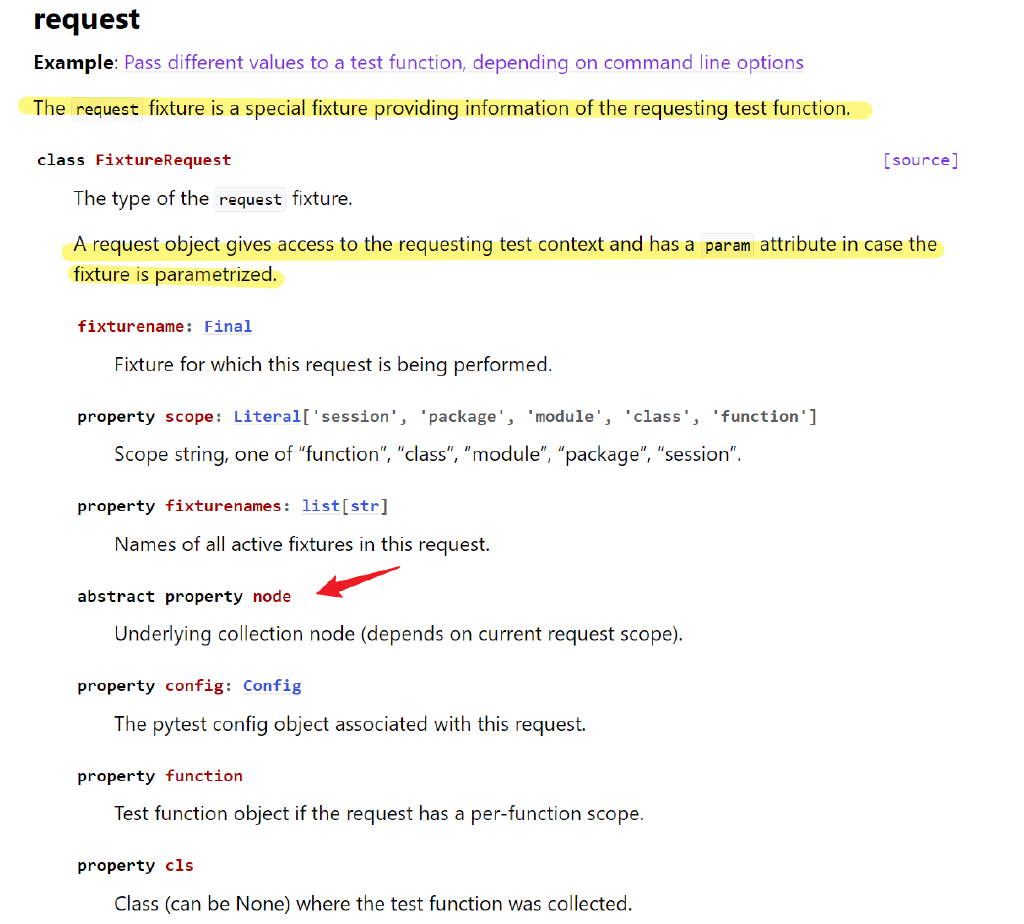 request
Example: Pass different values to a test function, depending on command line options
The request fixture is a special fixture providing information of the requesting test function.
class FixtureRequest [source]
The type of the request fixture.
A request object gives access to the requesting test context and has a param attribute in case the
fixture is parametrized.
fixturename: Final
Fixture for which this request is being performed.
property scope: Literal['session', 'package', 'module', 'class', 'function']
Scope string, one of “function”, “class”, “module”, “package”, “session”.
property fixturenames: list[str]
Names of all active fixtures in this request.
abstract property node
Underlying collection node (depends on current request scope).
property config: Config
The pytest config object associated with this request.
property function
Test function object if the request has a per-function scope.
property cls
Class (can be None) where the test function was collected.